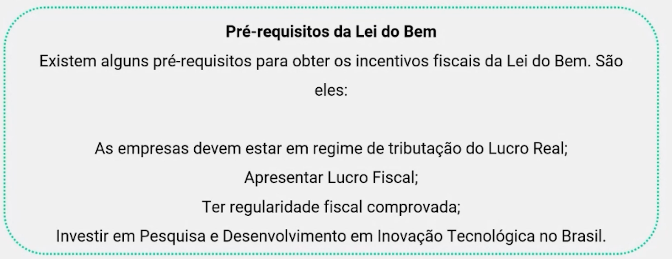 Pré-requisitos da Lei do Bem
Existem alguns pré-requisitos para obter os incentivos fiscais da Lei do Bem. São
eles:
As empresas devem estar em regime de tributação do Lucro Real;
Apresentar Lucro Fiscal;
Ter regularidade fiscal comprovada;
Investir em Pesquisa e Desenvolvimento em Inovação Tecnológica no Brasil.